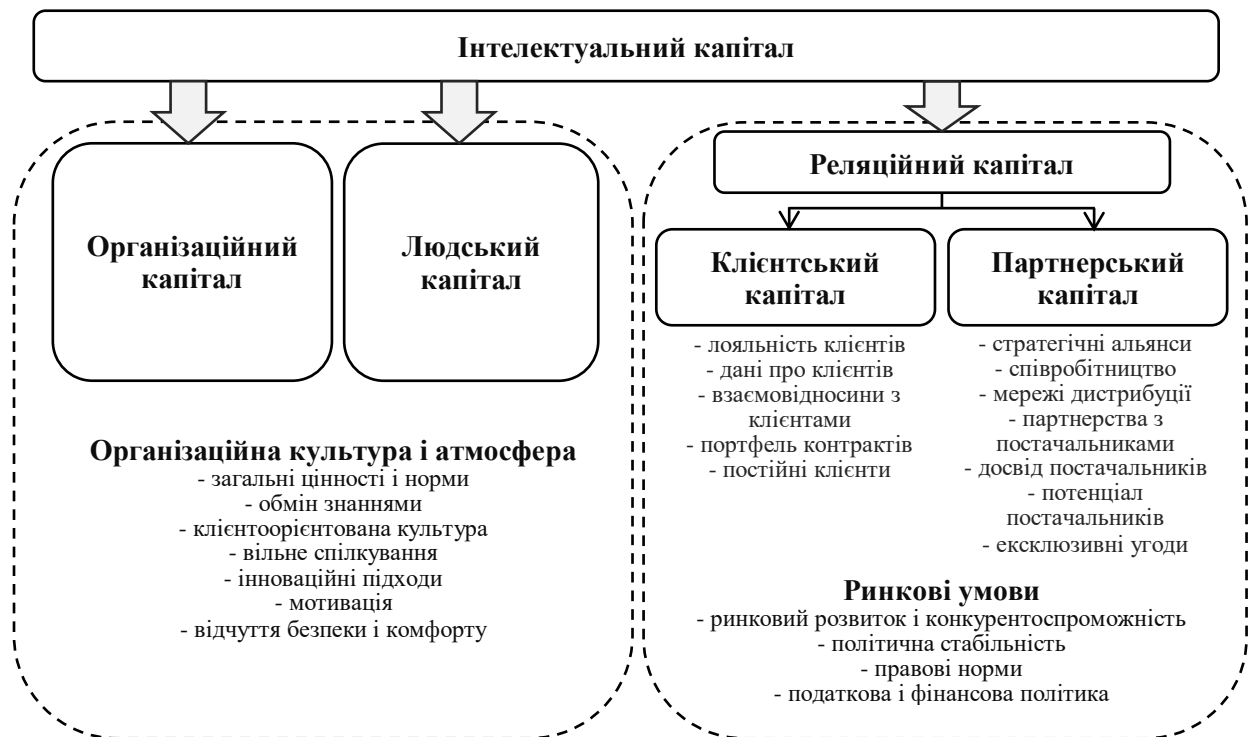 Інтелектуальний капітал
Організаційний
капітал
Людський
капітал
Організаційна культура і атмосфера
- загальні цінності і норми
- обмін знаннями
- клієнтоорієнтована культура
- вільне спілкування
- інноваційні підходи
- мотивація
- відчуття безпеки і комфорту
Реляційний капітал
Клієнтський
капітал
- лояльність клієнтів
- дані про клієнтів
- взаємовідносини з
клієнтами
- портфель контрактів
- постійні клієнти
Партнерський
капітал
- стратегічні альянси
- співробітництво
- мережі дистрибуції
- партнерства з
постачальниками
- досвід постачальників
- потенціал
постачальників
- ексклюзивні угоди
Ринкові умови
- ринковий розвиток і конкурентоспроможність
- політична стабільність
- правові норми
- податкова і фінансова політика